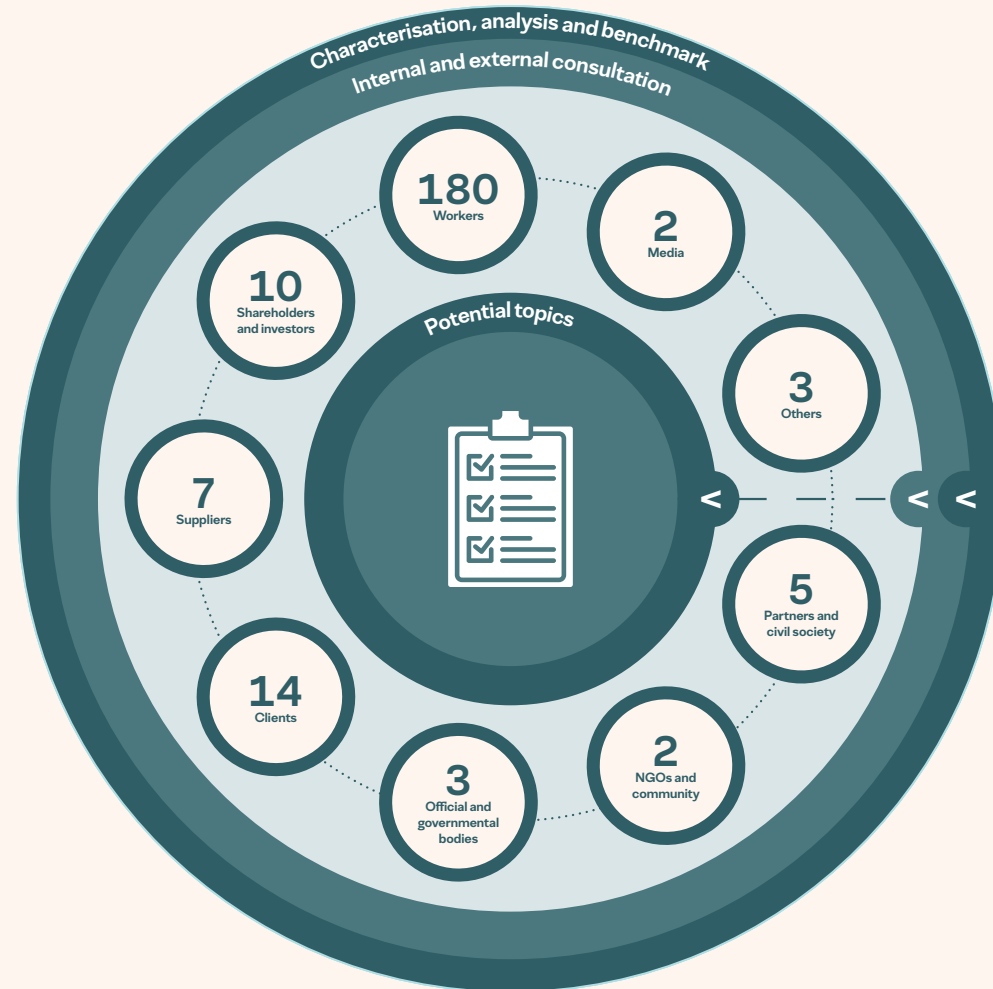 Characterisation, analysis and benchmark
Internal and external consultation
180
Workers
2
Media
10
Shareholders
and investors
Potential topics
3
Others
7
Suppliers
<
<
<
5
Partners and
civil society
14
Clients
2
NGOs and
community
3
Official and
governmental
bodies